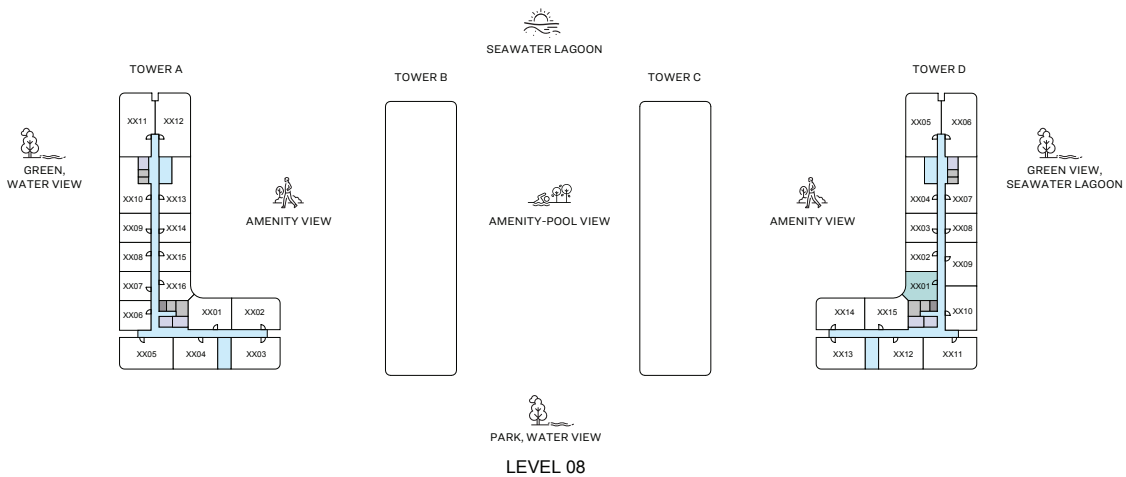 SEAWATER LAGOON
TOWER A
TOWER B
TOWER C
TOWER D
XX11
XX12
XX10
XX13
XX09
XX14
XX08
XX15
XX07
XX16
XX06
XX01
XX02
XX05
XX04
XX03
GREEN,
WATER VIEW
AMENITY VIEW
AMENITY-POOL VIEW
AMENITY VIEW
XX05
XX06
XX04
XX07
XX03
XX08
XX02
XX09
XX01
XX14
XX15
XX10
XX13
XX12
XX11
GREEN VIEW,
SEAWATER LAGOON
PARK, WATER VIEW
LEVEL 08